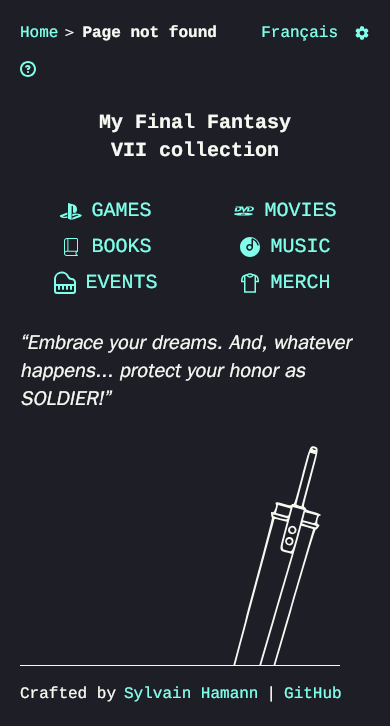 Home > Page not found Français
My Final Fantasy
VII collection
GAMES
DVD MOVIES
BOOKS
MUSIC
EVENTS
MERCH
“Embrace your dreams. And, whatever
happens... protect your honor as
SOLDIER!”
Crafted by Sylvain Hamann | GitHub